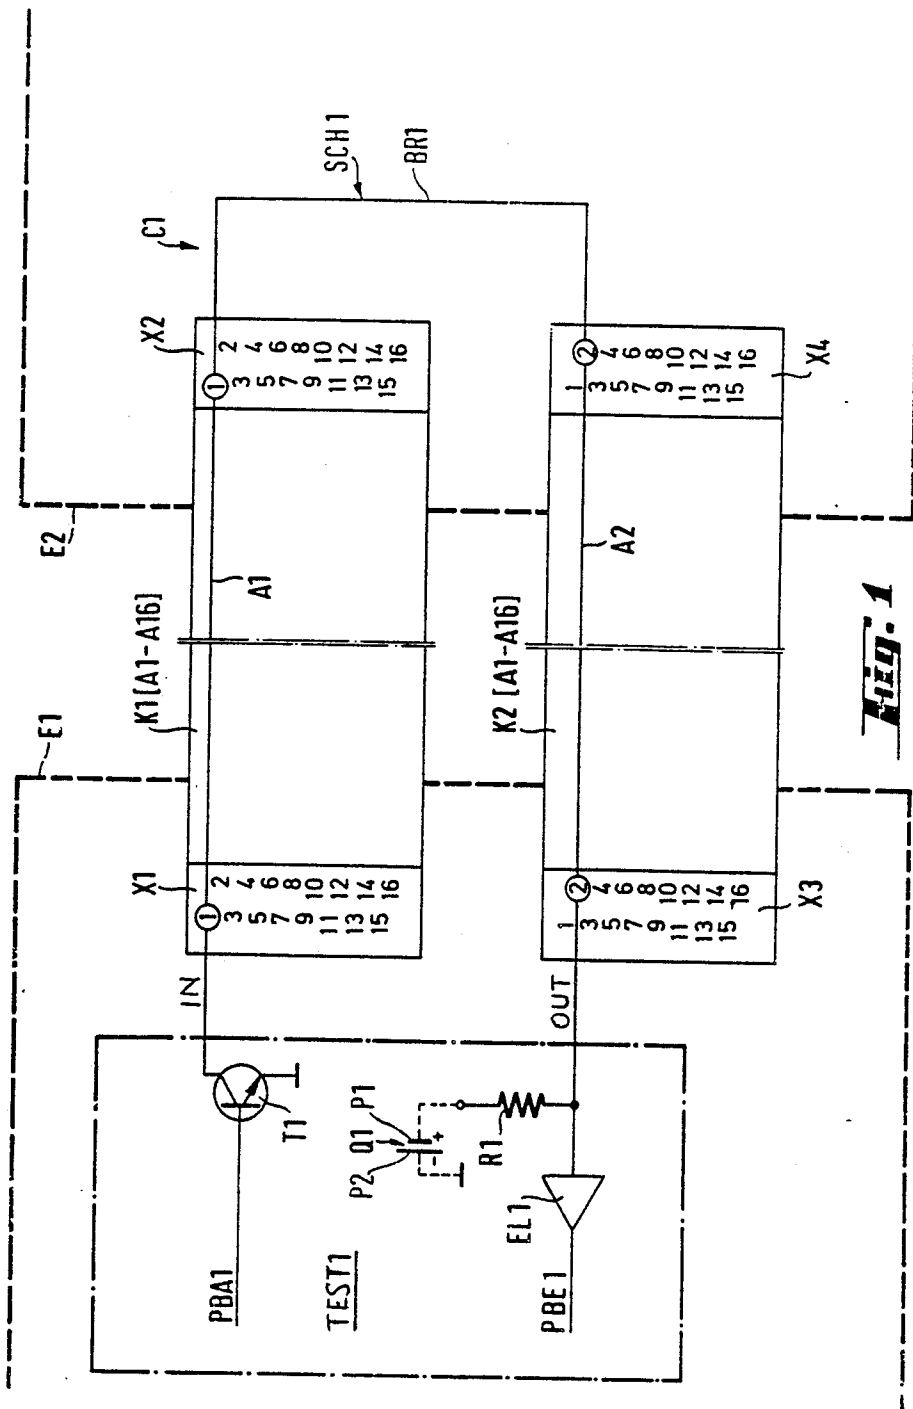 E1
E2
C1
SCH1
BR1
X1
K1[A1-A16]
X2
1
2
3
4
5
6
7
8
9
10
11
12
13
14
15
16
A1
1
2
3
4
5
6
7
8
9
10
11
12
13
14
15
16
IN
T1
PBA1
TEST1
P2
Q1
P1
- +
R1
EL1
PBE1
OUT
K2 [A1-A16]
A2
1
2
3
4
5
6
7
8
9
10
11
12
13
14
15
16
X3
1
2
3
4
5
6
7
8
9
10
11
12
13
14
15
16
X4
Fig. 1